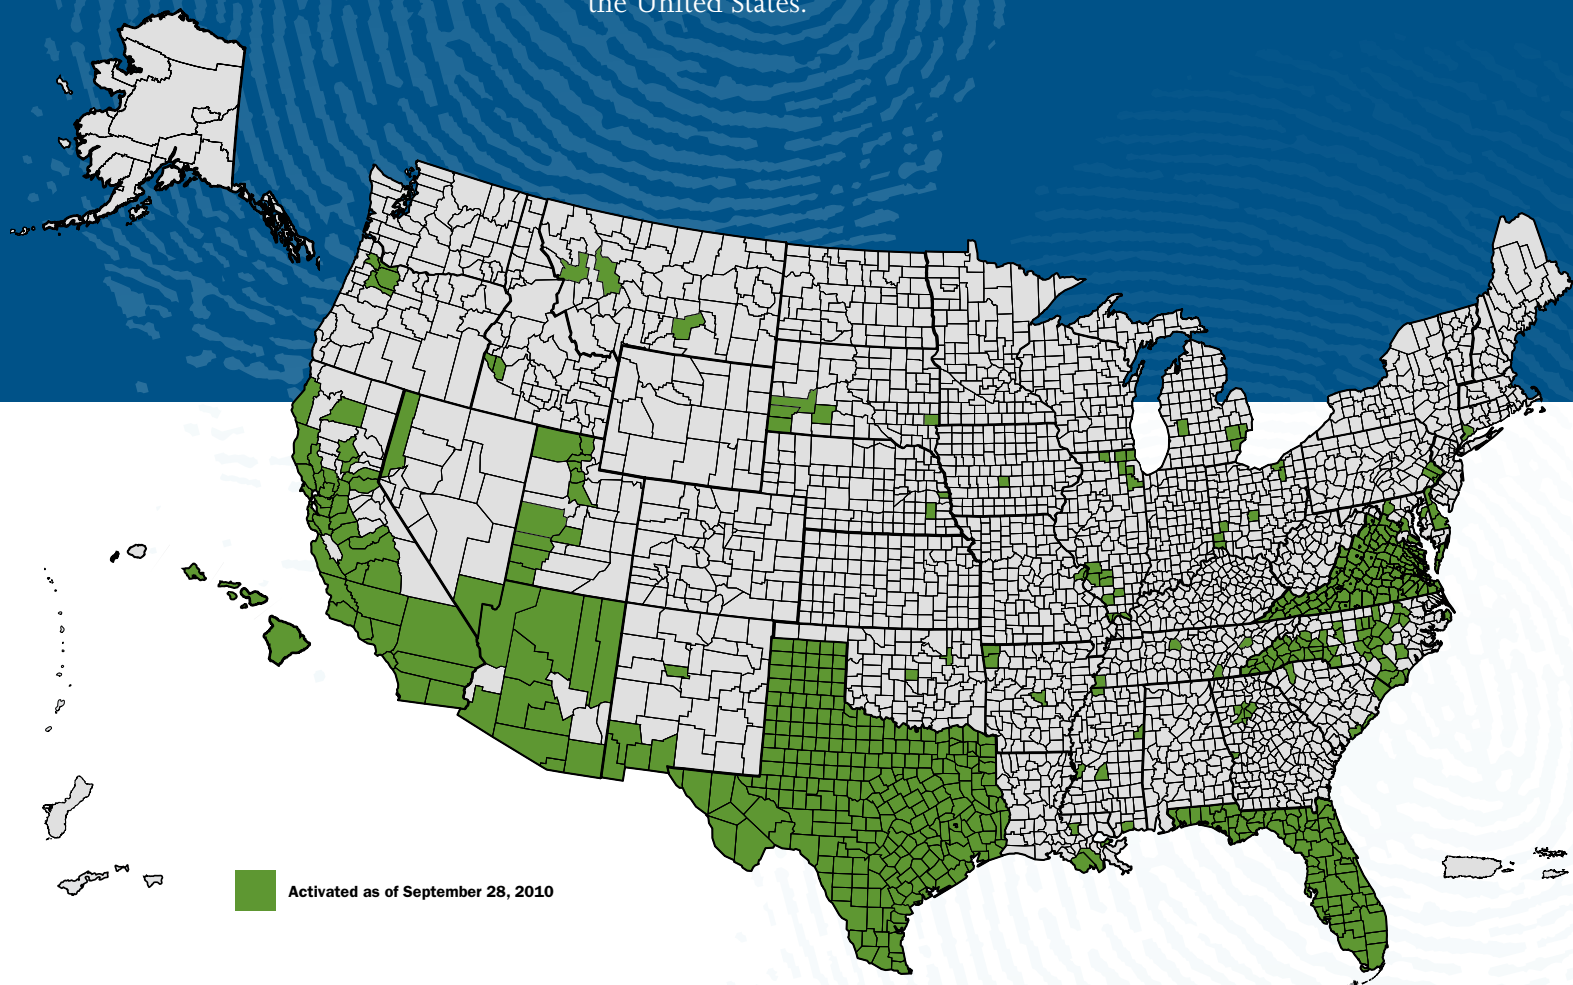 the United States.
Activated as of September 28, 2010